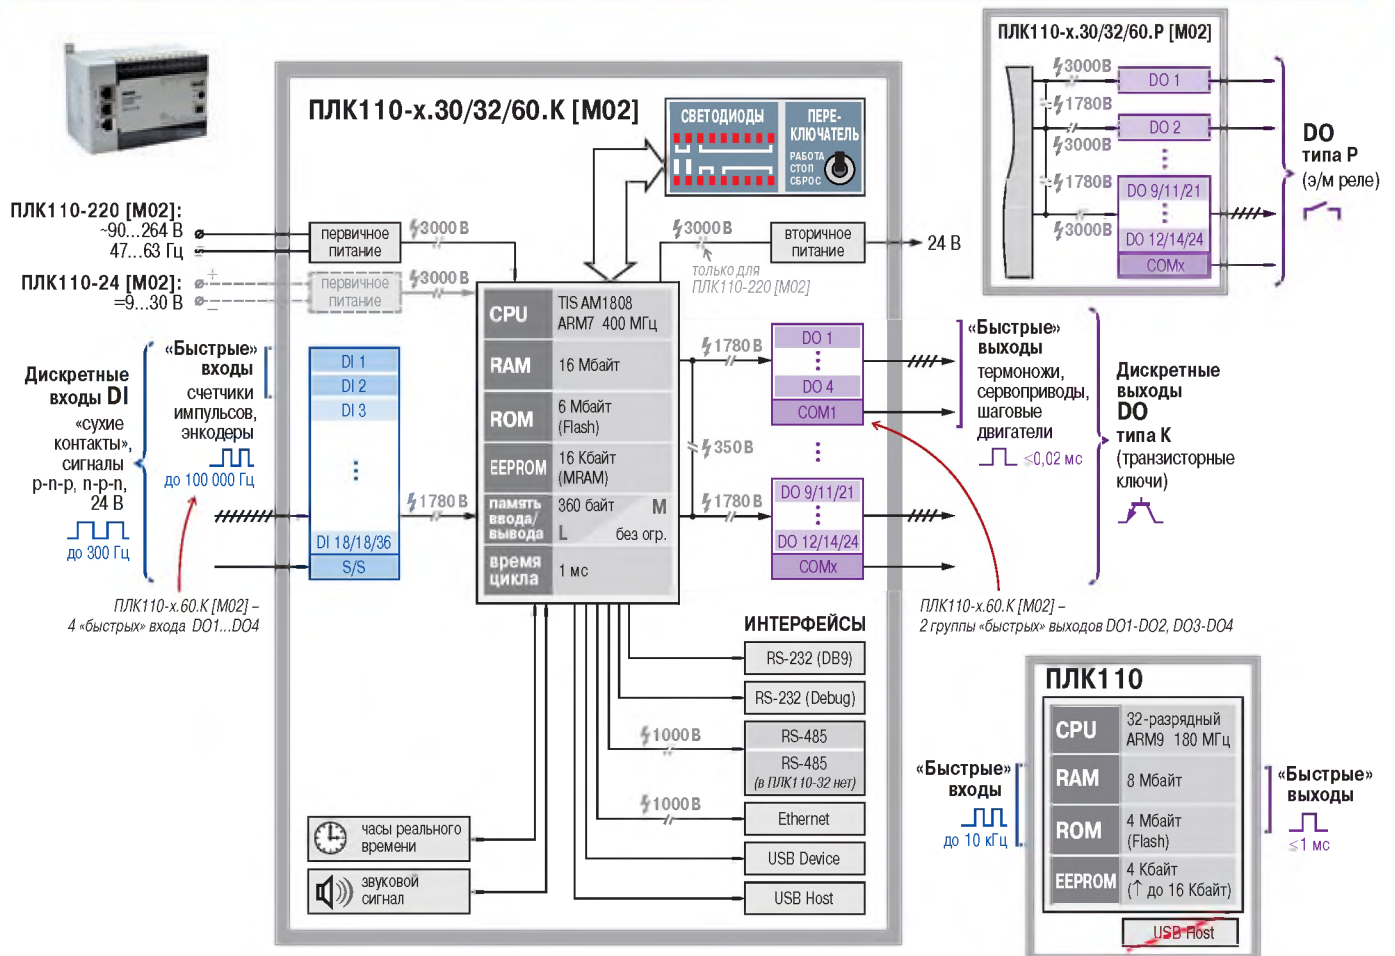 ПЛК110-х.30/32/60.К [М02]
СВЕТОДИОДЫ
ПЕРЕ-
КЛЮЧАТЕЛЬ
РАБОТА
СТОП
СБРОС
ПЛК110-х.30/32/60.Р [М02]
3000В
DO 1
1780В
DO 2
3000В
1780В
DO 9/11/21
3000В
DO 12/14/24
COMx
DO
типа Р
(э/м реле)
ПЛК110-220 [М02]:
~90...264 В
47...63 Гц
первичное
питание
3000 В
ПЛК110-24 [М02]:
=9...30 В
+
–
первичное
питание
3000 В
3000 В
вторичное
питание
24 В
только для
ПЛК110-220 [М02]
CPU
TIS AM1808
ARM7 400 МГц
RAM
16 Мбайт
ROM
6 Мбайт
(Flash)
EEPROM
16 Кбайт
(MRAM)
память
ввода/
вывода
360 байт
M
L
без огр.
время
цикла
1 мс
Дискретные
входы DI
«сухие
контакты»,
сигналы
p-n-p, n-p-n,
24 В
до 300 Гц
«Быстрые»
входы
счетчики
импульсов,
энкодеры
до 100 000 Гц
DI 1
DI 2
DI 3
DI 18/18/36
S/S
1780 В
ПЛК110-х.60.К [М02] –
4 «быстрых» входа DO1...DO4
1780 В
DO 1
DO 4
COM1
350 В
1780 В
DO 9/11/21
DO 12/14/24
COMx
«Быстрые»
выходы
термоножи,
сервоприводы,
шаговые
двигатели
≤0,02 мс
Дискретные
выходы
DO
типа К
(транзисторные
ключи)
ПЛК110-х.60.К [М02] –
2 группы «быстрых» выходов DO1-DO2, DO3-DO4
ИНТЕРФЕЙСЫ
RS-232 (DB9)
RS-232 (Debug)
1000 В
RS-485
RS-485
(в ПЛК110-32 нет)
1000 В
Ethernet
USB Device
USB Host
часы реального
времени
звуковой
сигнал
ПЛК110
CPU
32-разрядный
ARM9 180 МГц
RAM
8 Мбайт
ROM
4 Мбайт
(Flash)
EEPROM
4 Кбайт
(↑ до 16 Кбайт)
USB Host
«Быстрые»
входы
до 10 кГц
«Быстрые»
выходы
≤1 мс